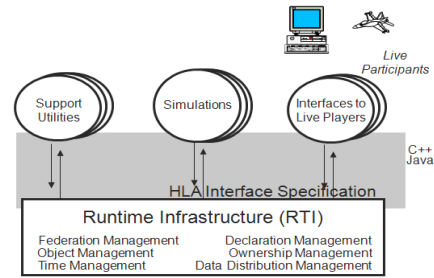 Live
Participants
Support
Utilities
Simulations
Interfaces to
Live Players
C++
Java
HLA Interface Specification
Runtime Infrastructure (RTI)
Federation Management Declaration Management
Object Management Ownership Management
Time Management Data Distribution Management